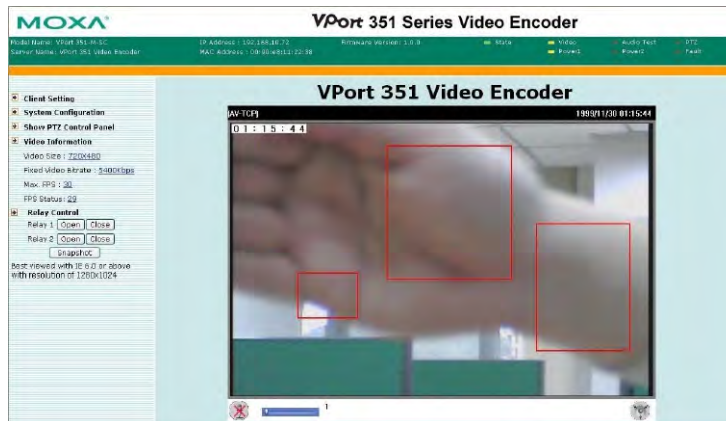 MOXA
VPort 351 Series Video Encoder
Model Name: VPort 351-M-SC
IP Address : 192.168.10.72
Firmware Version: 1.0.0
State
Video
Audio Test
PTZ
Server Name: VPort 351 Video Encoder
Power1
Power2
Fault
VPort 351 Video Encoder
Client Setting
System Configuration
Show PTZ Control Panel
Video Information
Video Size : 720X480
Fixed Video Bitrate : 5400Kbps
Max. FPS : 30
FPS Status: 29
Relay Control
Relay 1 Open Close
Relay 2 Open Close
Snapshot
Best viewed with IE 6.0 or above
with resolution of 1280x1024
(AV-TCP)
1999/11/30 01:15:44
01:15:44
1